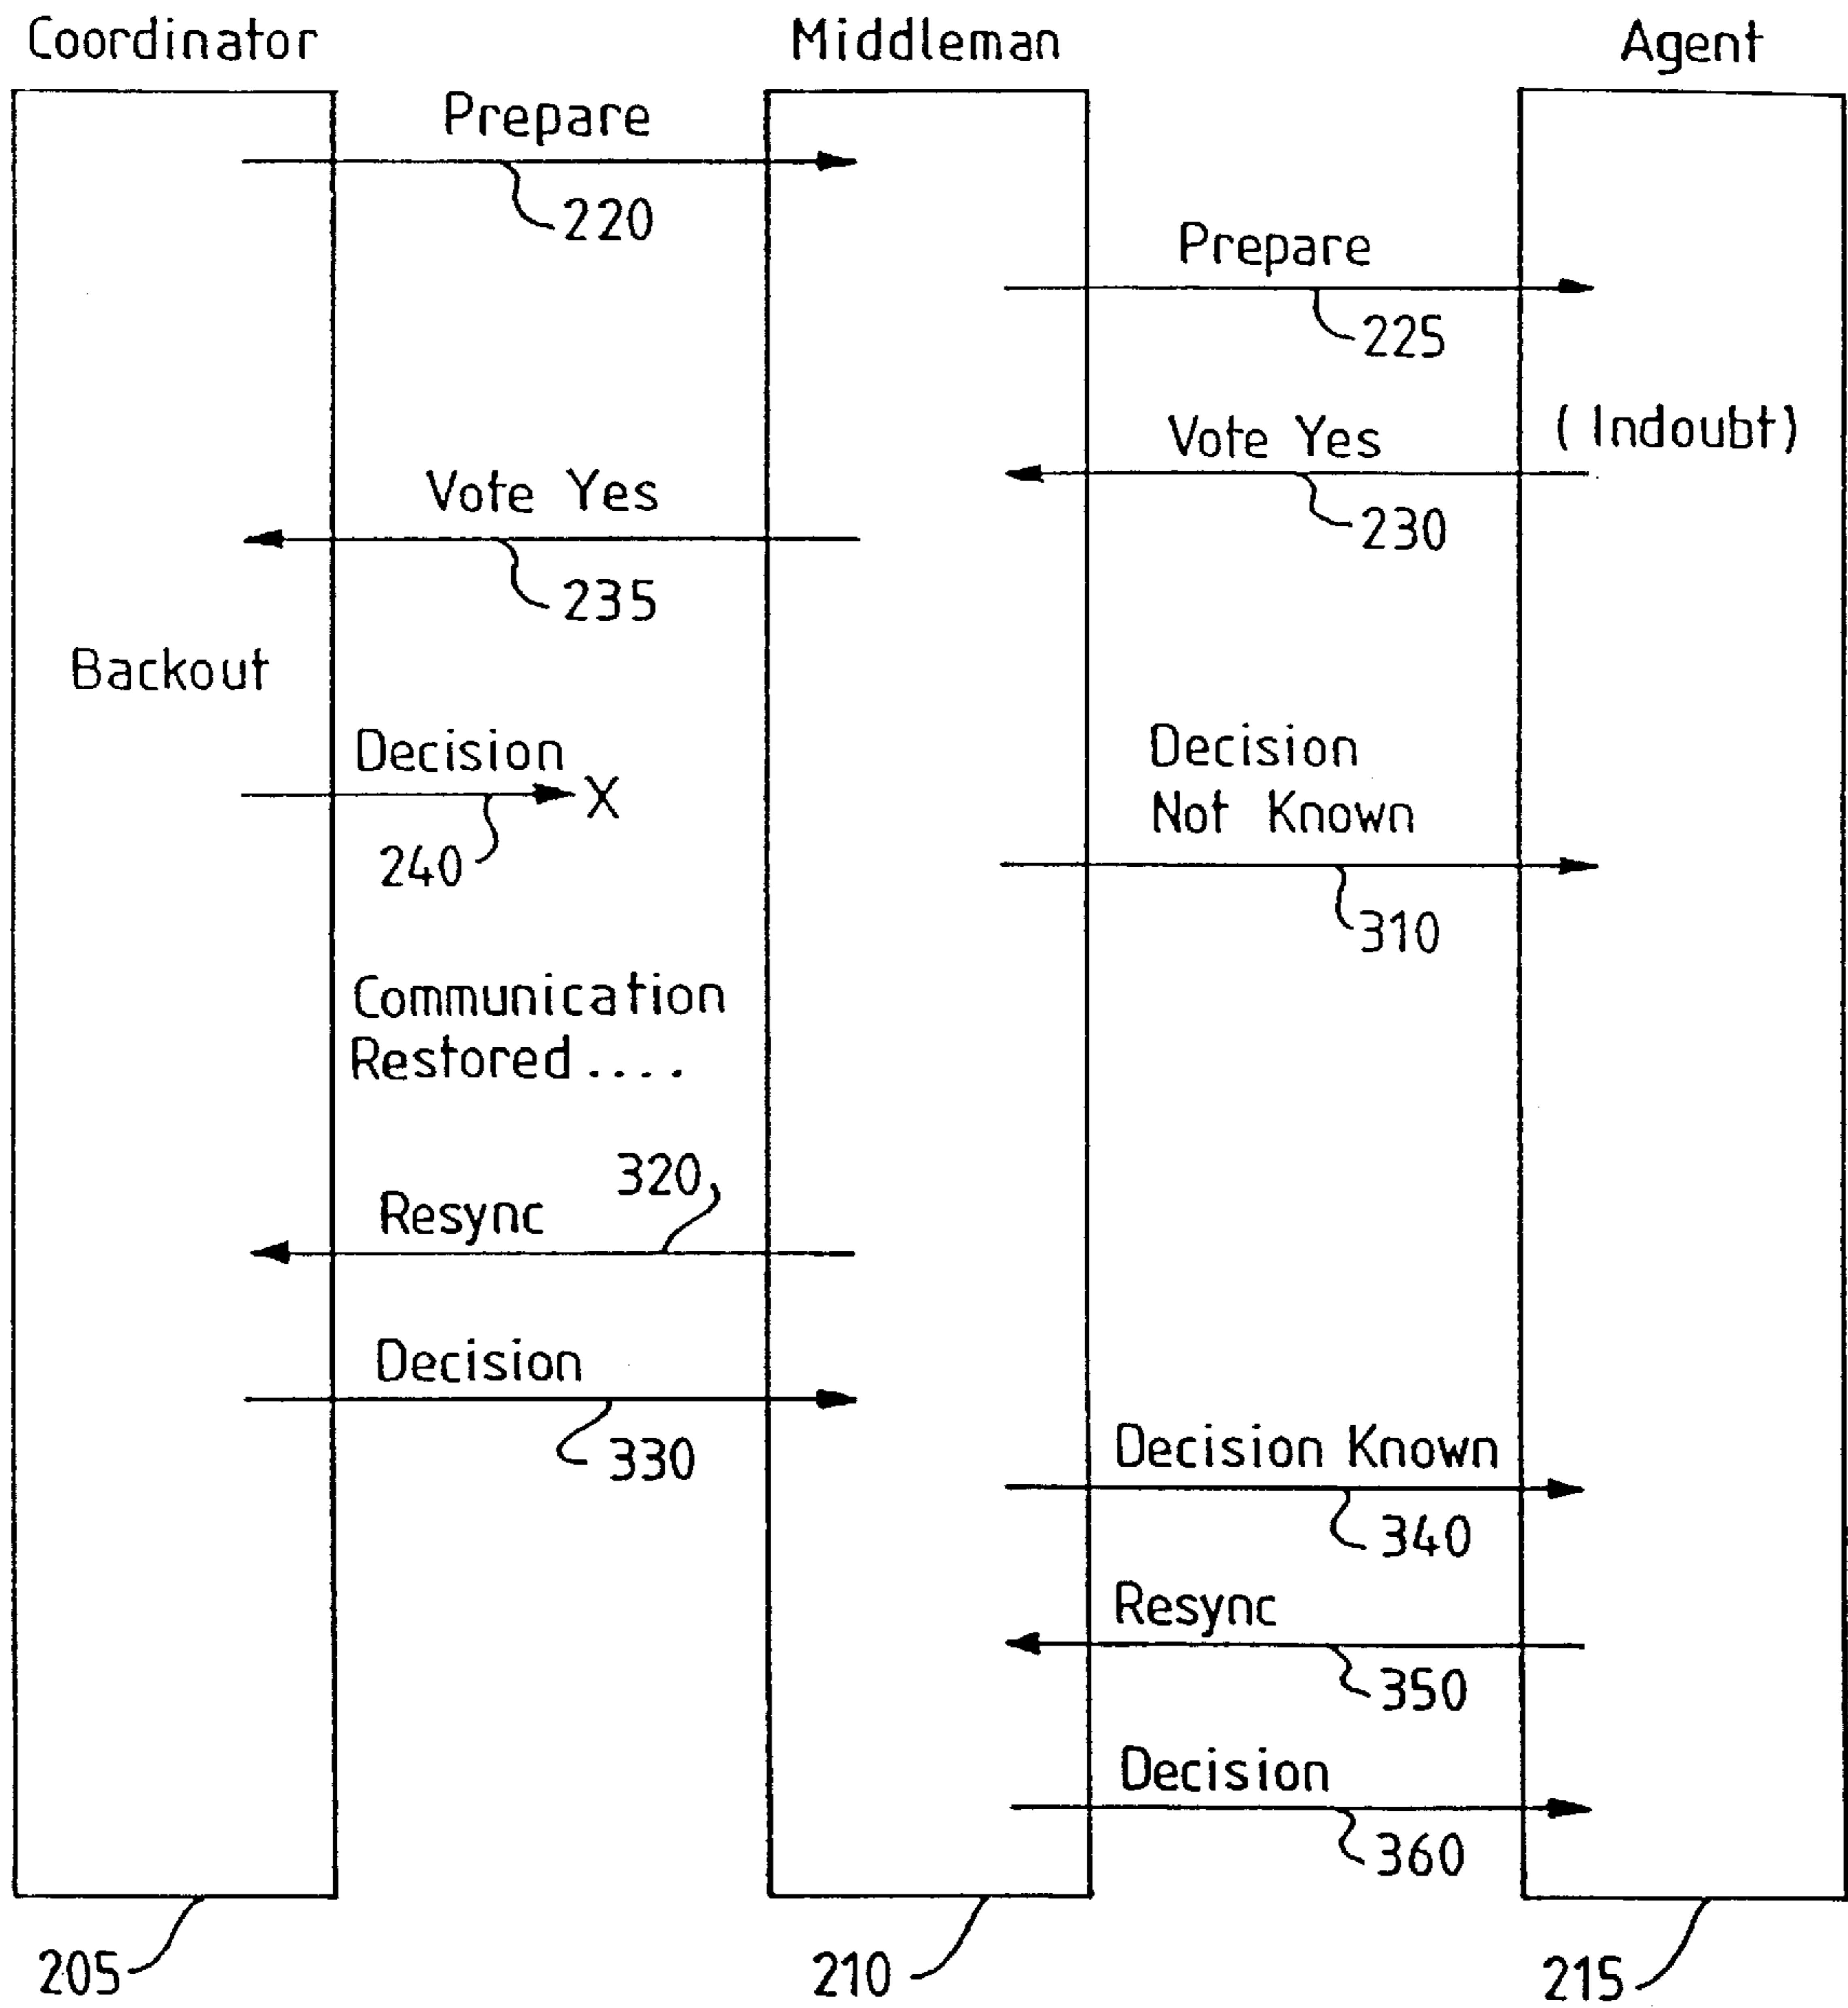 Coordinator
Middleman
Agent
Prepare
220
Prepare
225
(Indoubt)
Vote Yes
230
Vote Yes
235
Backout
Decision
X
240
Decision
Not Known
310
Communication
Restored ....
320
Resync
Decision
330
Decision Known
340
Resync
350
Decision
360
205
210
215